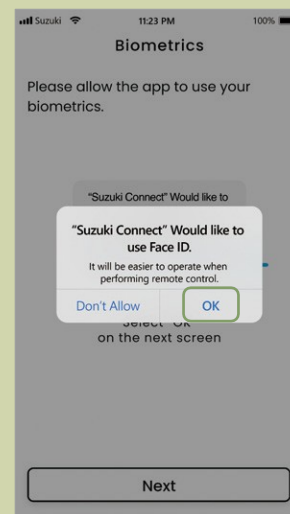 Suzuki 11:23 PM 100%
Biometrics
Please allow the app to use your
biometrics.
"Suzuki Connect" Would like to
"Suzuki Connect" Would like to
use Face ID.
It will be easier to operate when
performing remote control.
Don't Allow OK
Select "Ok"
on the next screen
Next